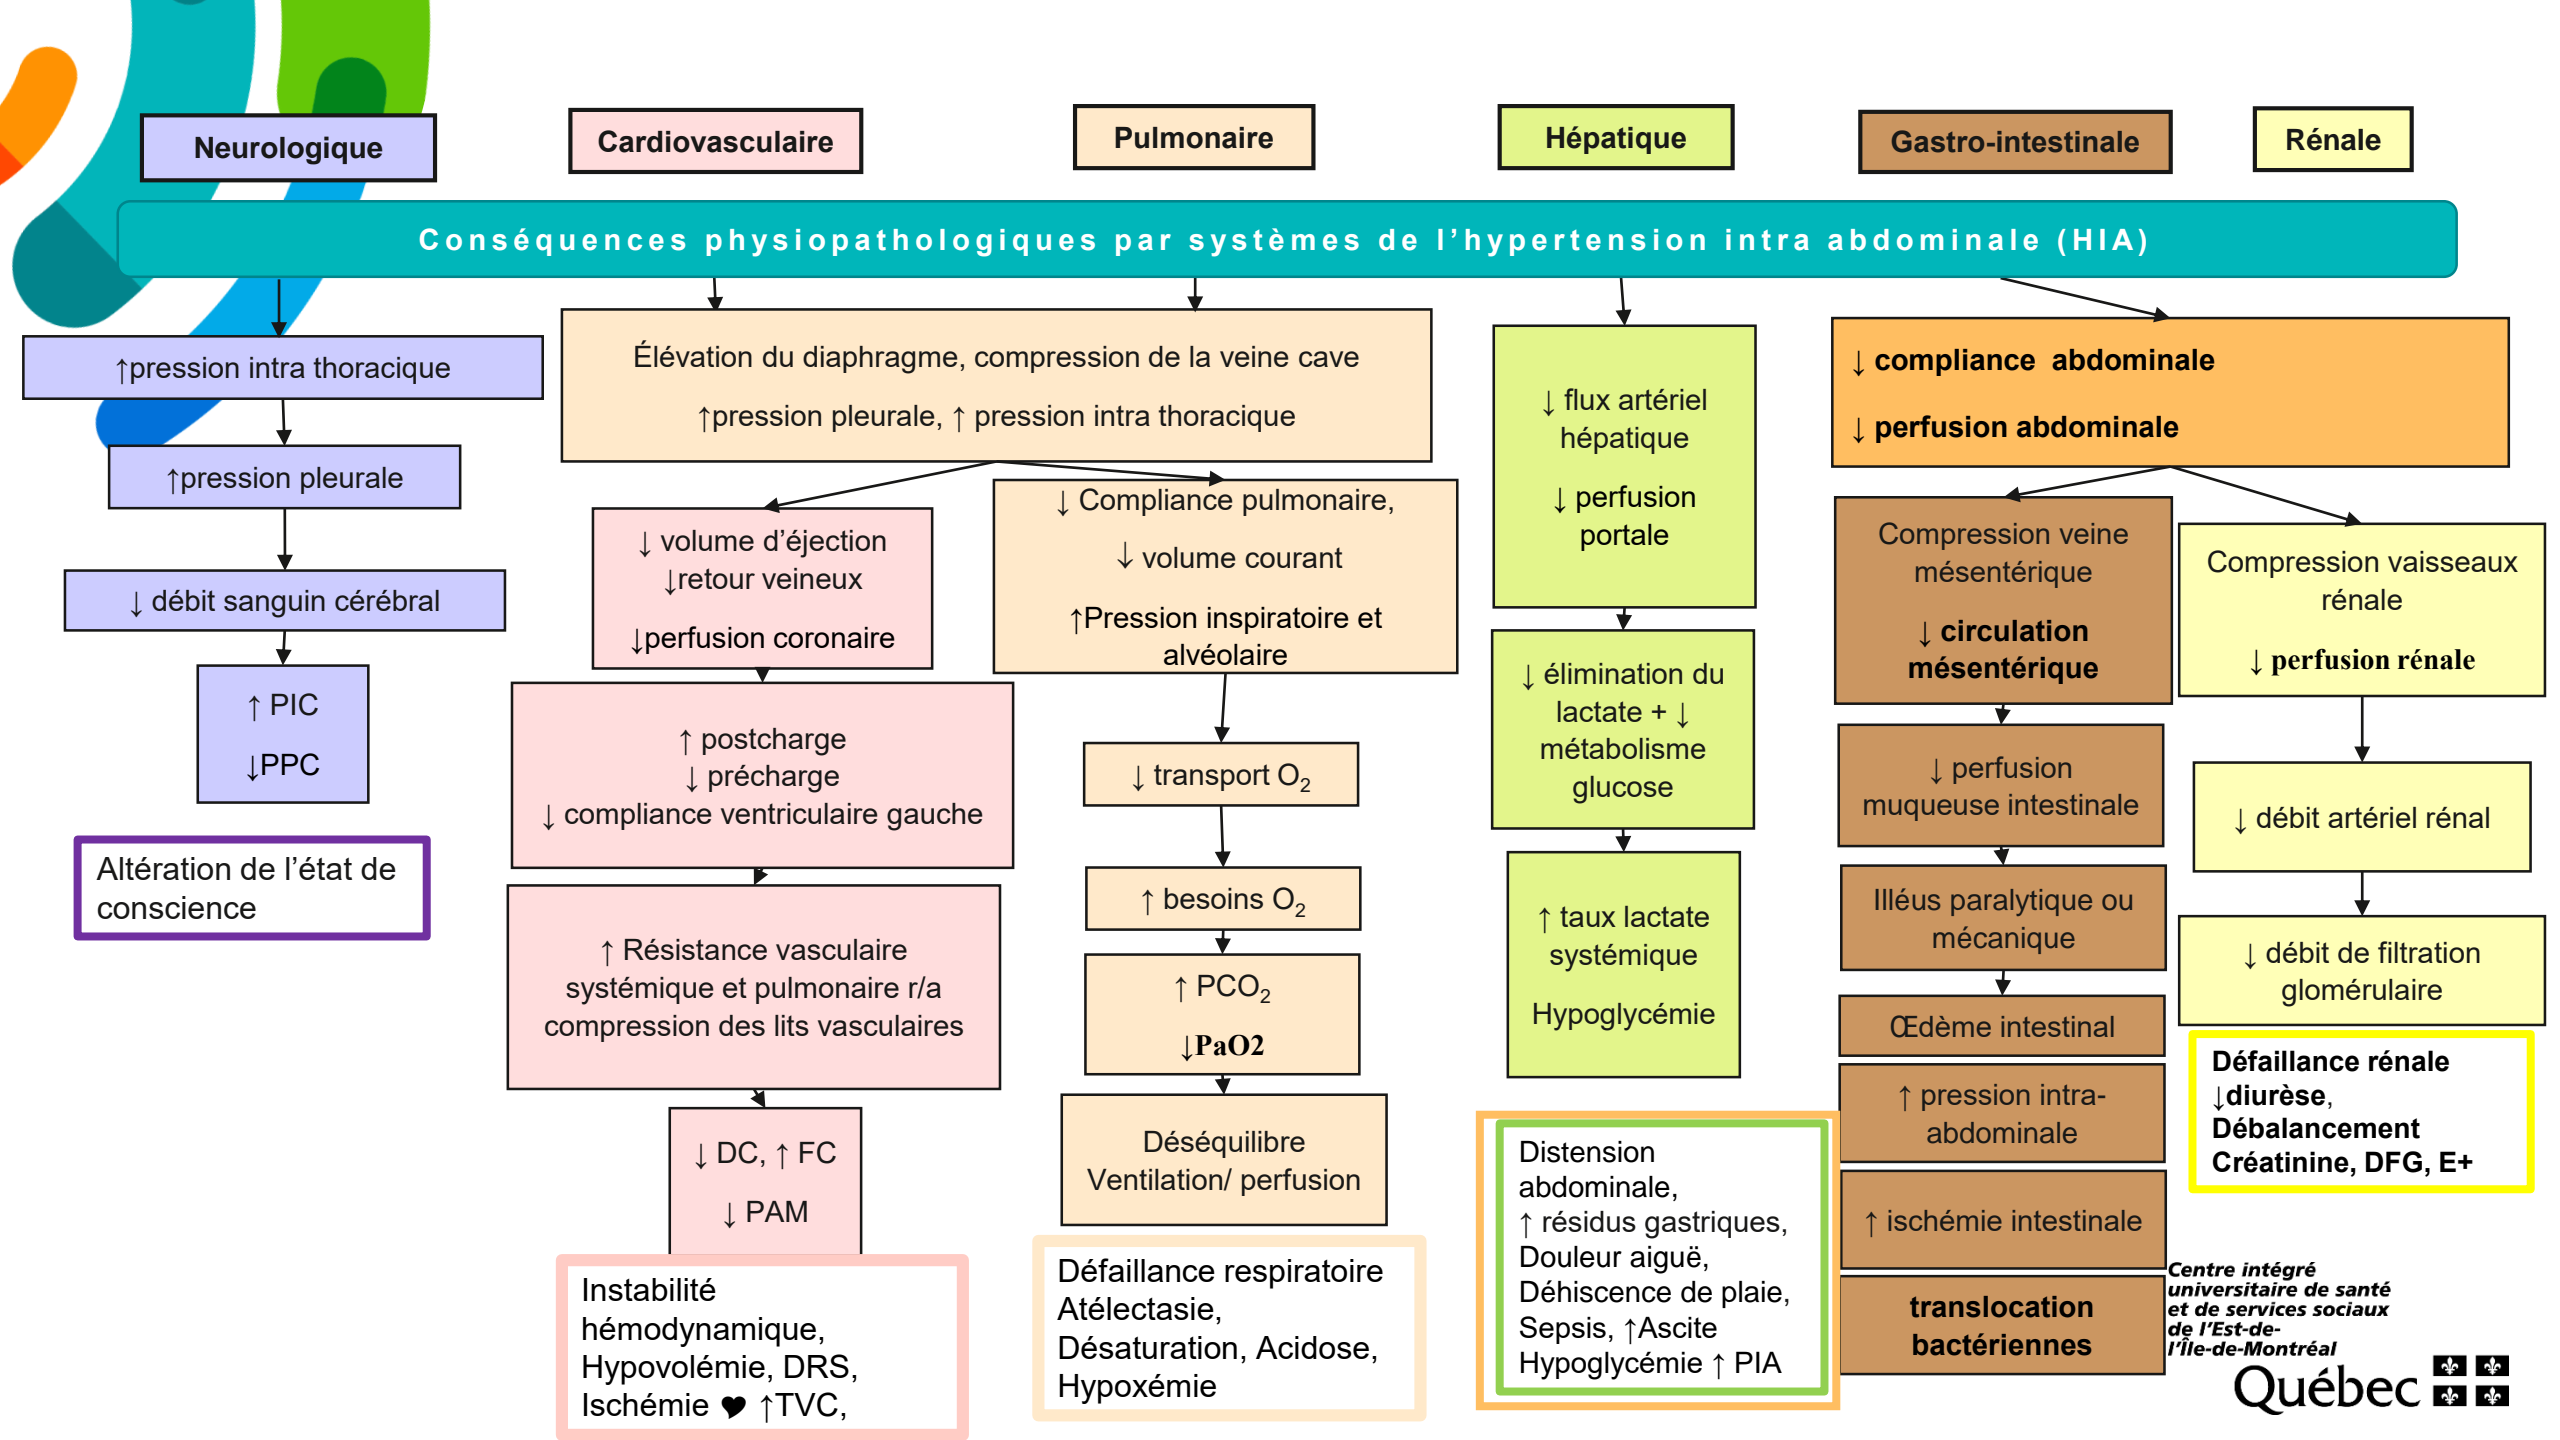 Neurologique
Cardiovasculaire
Pulmonaire
Hépatique
Gastro-intestinale
Rénale
Conséquences physiopathologiques par systèmes de l’hypertension intra abdominale (HIA)
↑pression intra thoracique
↑pression pleurale
↓ débit sanguin cérébral
↑ PIC
↓PPC
Altération de l’état de
conscience
Élévation du diaphragme, compression de la veine cave
↑pression pleurale, ↑ pression intra thoracique
↓ volume d’éjection
↓retour veineux
↓perfusion coronaire
↑ postcharge
↓ précharge
↓ compliance ventriculaire gauche
↑ Résistance vasculaire
systémique et pulmonaire r/a
compression des lits vasculaires
↓ DC, ↑ FC
↓ PAM
Instabilité
hémodynamique,
Hypovolémie, DRS,
Ischémie ♥ ↑TVC,
↓ Compliance pulmonaire,
↓ volume courant
↑Pression inspiratoire et
alvéolaire
↓ transport O₂
↑ besoins O₂
↑ PCO₂
↓PaO2
Déséquilibre
Ventilation/ perfusion
Défaillance respiratoire
Atélectasie,
Désaturation, Acidose,
Hypoxémie
↓ flux artériel
hépatique
↓ perfusion
portale
↓ élimination du
lactate + ↓
métabolisme
glucose
↑ taux lactate
systémique
Hypoglycémie
Distension
abdominale,
↑ résidus gastriques,
Douleur aiguë,
Déhiscence de plaie,
Sepsis, ↑Ascite
Hypoglycémie ↑ PIA
↓ compliance abdominale
↓ perfusion abdominale
Compression veine
mésentérique
↓ circulation
mésentérique
↓ perfusion
muqueuse intestinale
Illéus paralytique ou
mécanique
Œdème intestinal
↑ pression intra-
abdominale
↑ ischémie intestinale
translocation
bactériennes
Compression vaisseaux
rénale
↓ perfusion rénale
↓ débit artériel rénal
↓ débit de filtration
glomérulaire
Défaillance rénale
↓diurèse,
Débalancement
Créatinine, DFG, E+
Centre intégré
universitaire de santé
et de services sociaux
de l’Est-de-
l’Île-de-Montréal
Québec